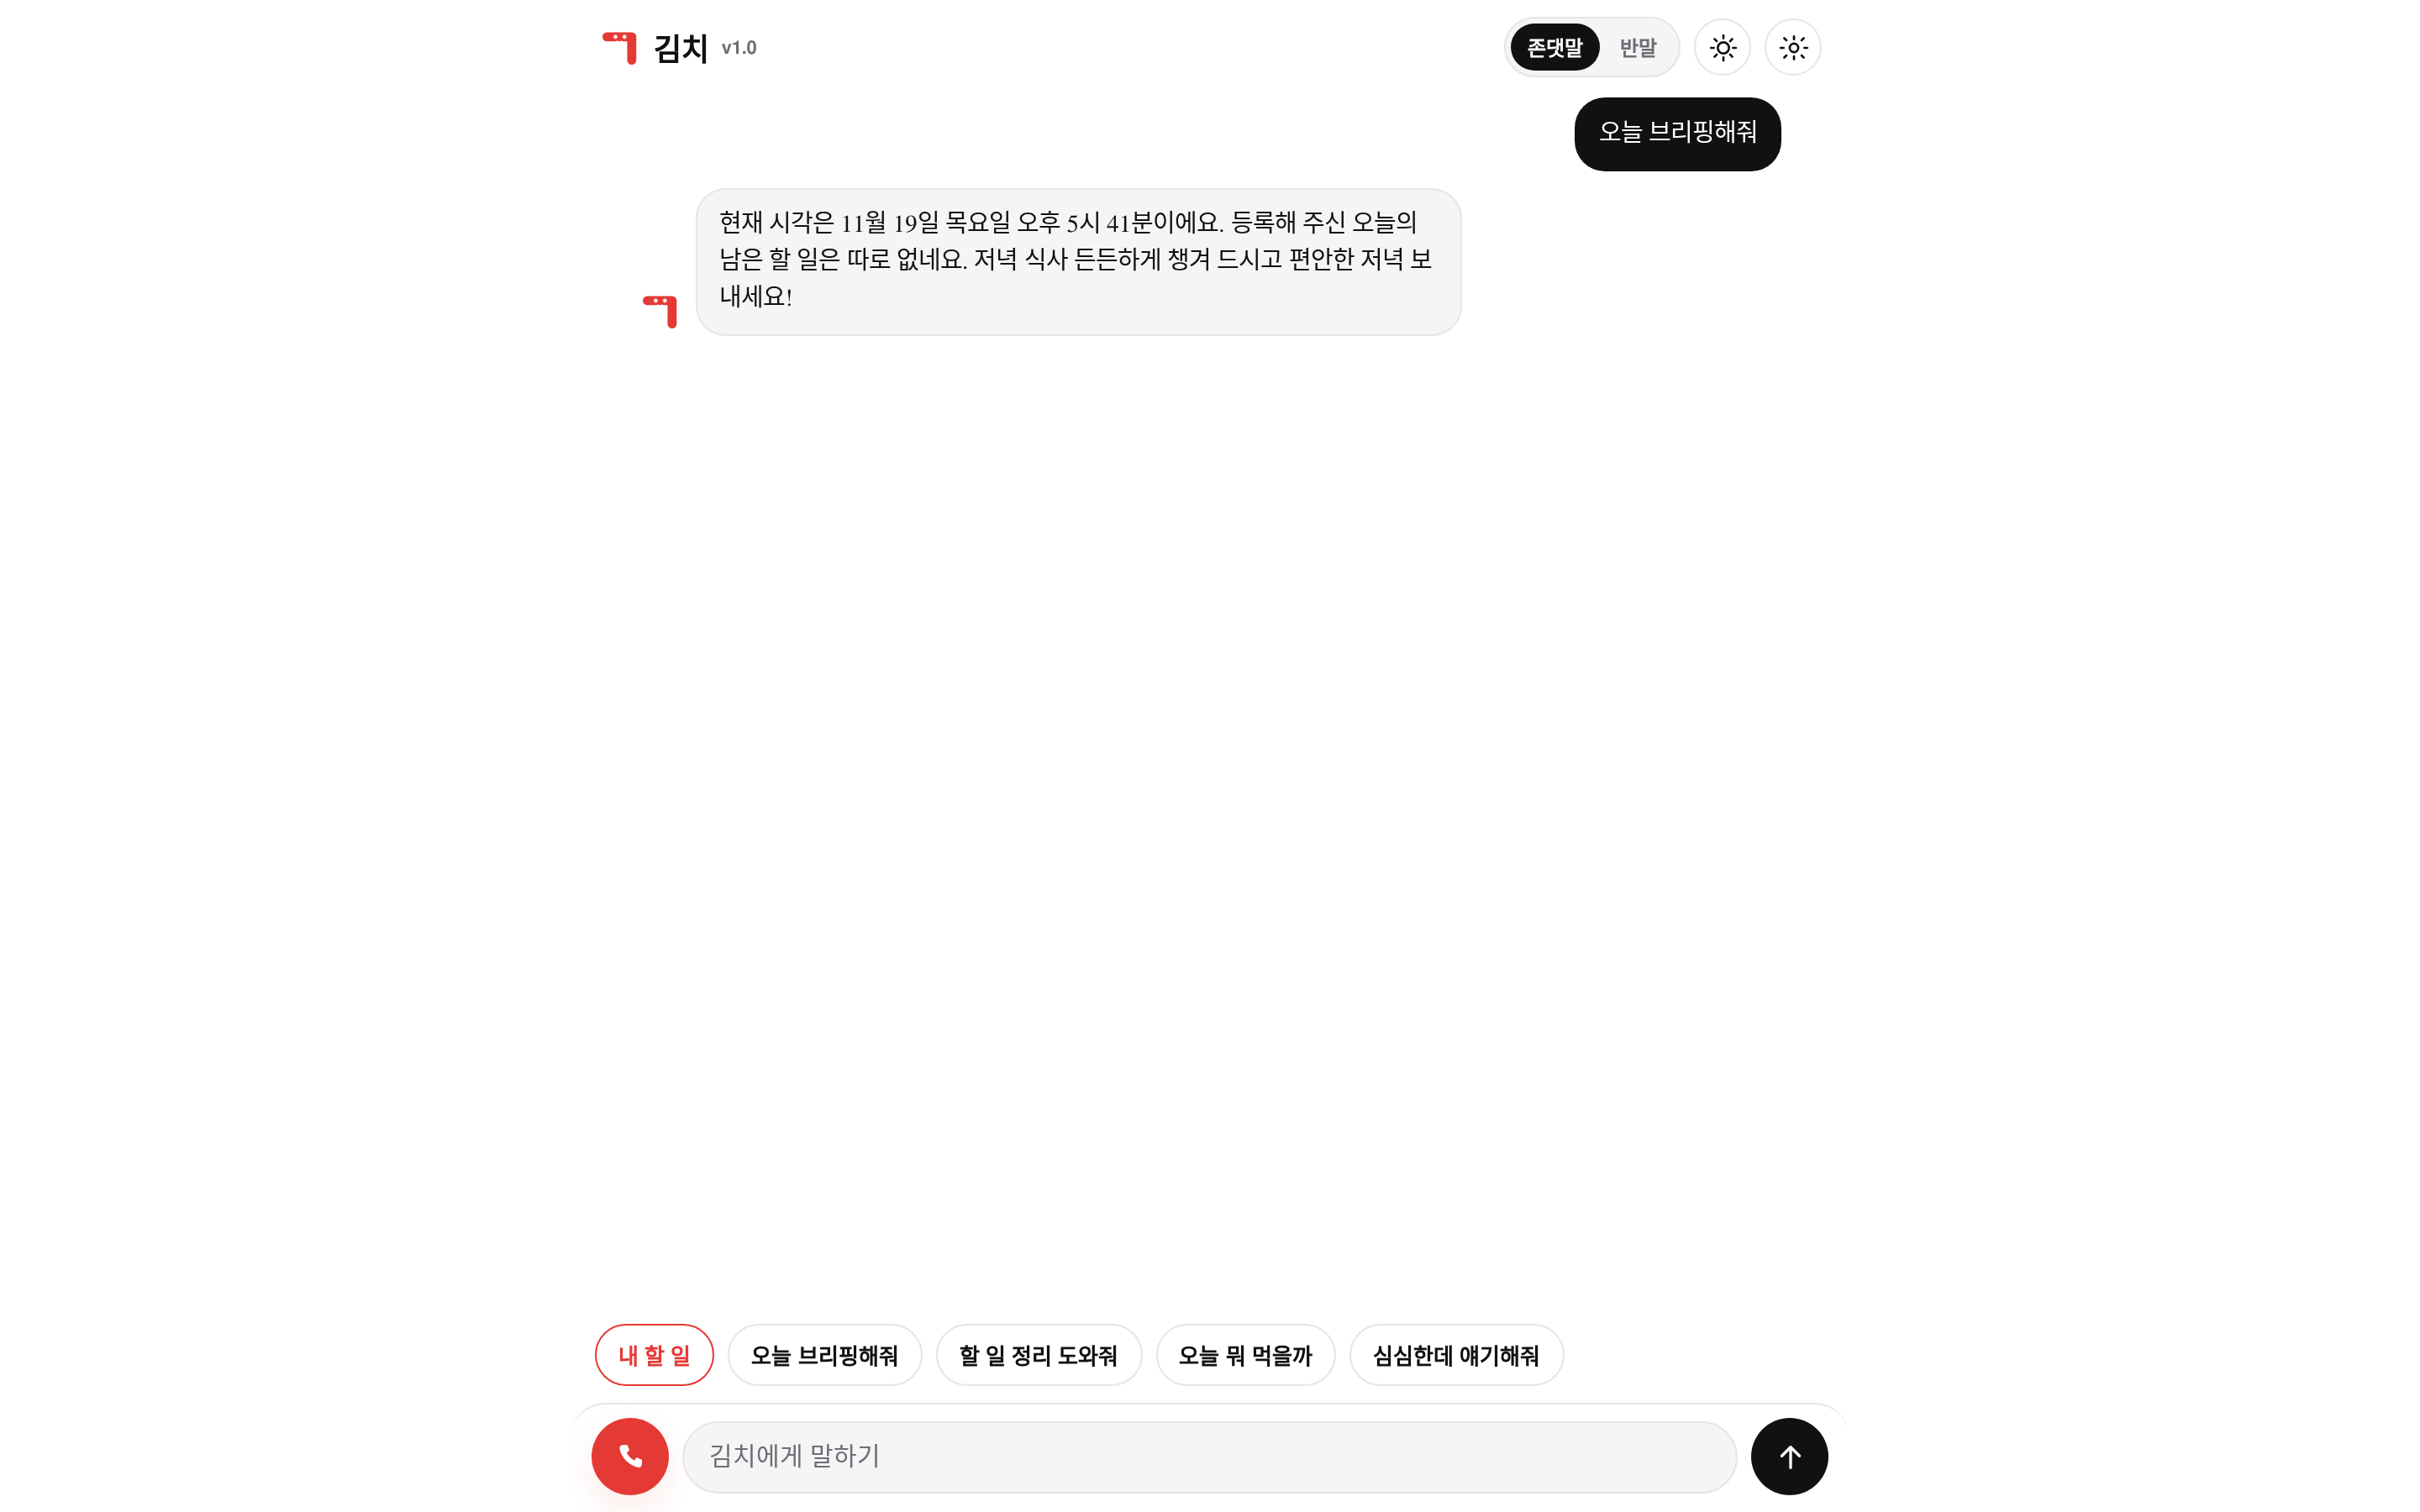 김치 v1.0
존댓말 반말
오늘 브리핑해줘
현재 시각은 11월 19일 목요일 오후 5시 41분이에요. 등록해 주신 오늘의
남은 할 일은 따로 없네요. 저녁 식사 든든하게 챙겨 드시고 편안한 저녁 보
내세요!
내 할 일 오늘 브리핑해줘 할 일 정리 도와줘 오늘 뭐 먹을까 심심한데 얘기해줘
김치에게 말하기